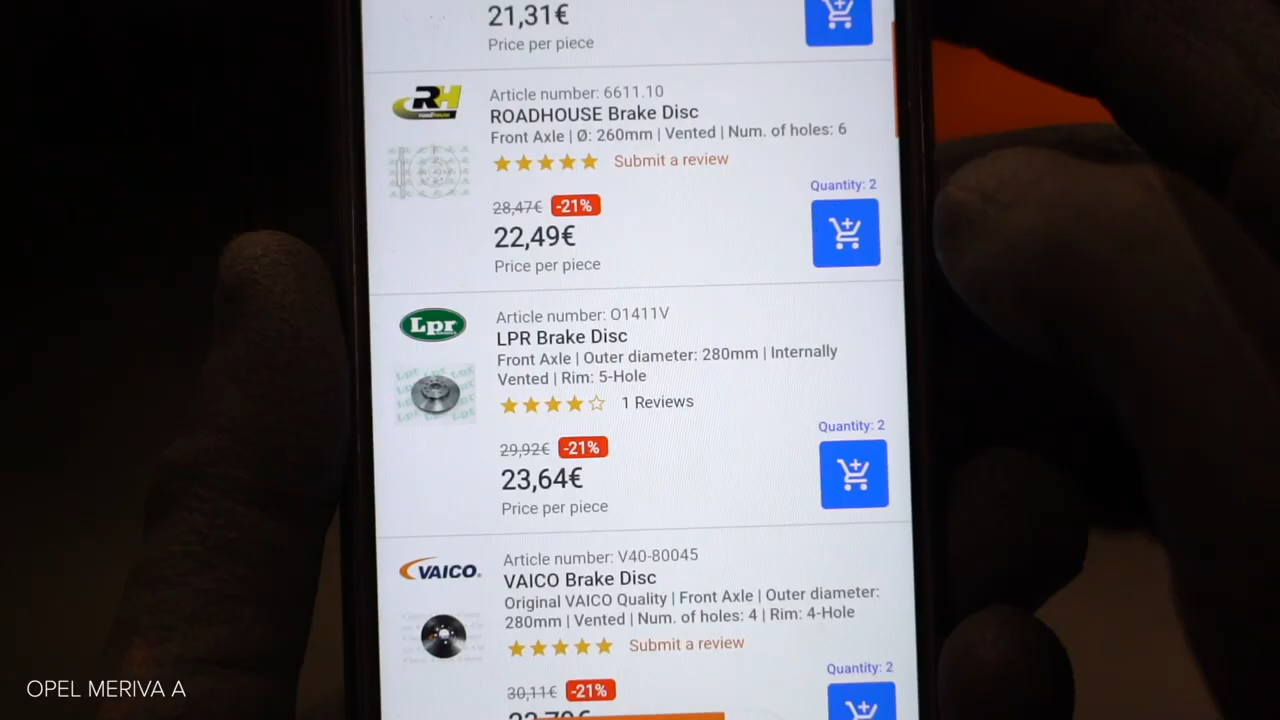 21,31€
Price per piece
RH
roadhouse
Article number: 6611.10
ROADHOUSE Brake Disc
Front Axle | Ø: 260mm | Vented | Num. of holes: 6
Submit a review
Quantity: 2
28,47€ -21%
22,49€
Price per piece
Lpr
Article number: O1411V
LPR Brake Disc
Front Axle | Outer diameter: 280mm | Internally
Vented | Rim: 5-Hole
1 Reviews
Quantity: 2
29,92€ -21%
23,64€
Price per piece
VAICO
Article number: V40-80045
VAICO Brake Disc
Original VAICO Quality | Front Axle | Outer diameter:
280mm | Vented | Num. of holes: 4 | Rim: 4-Hole
Submit a review
Quantity: 2
30,11€ -21%
OPEL MERIVA A